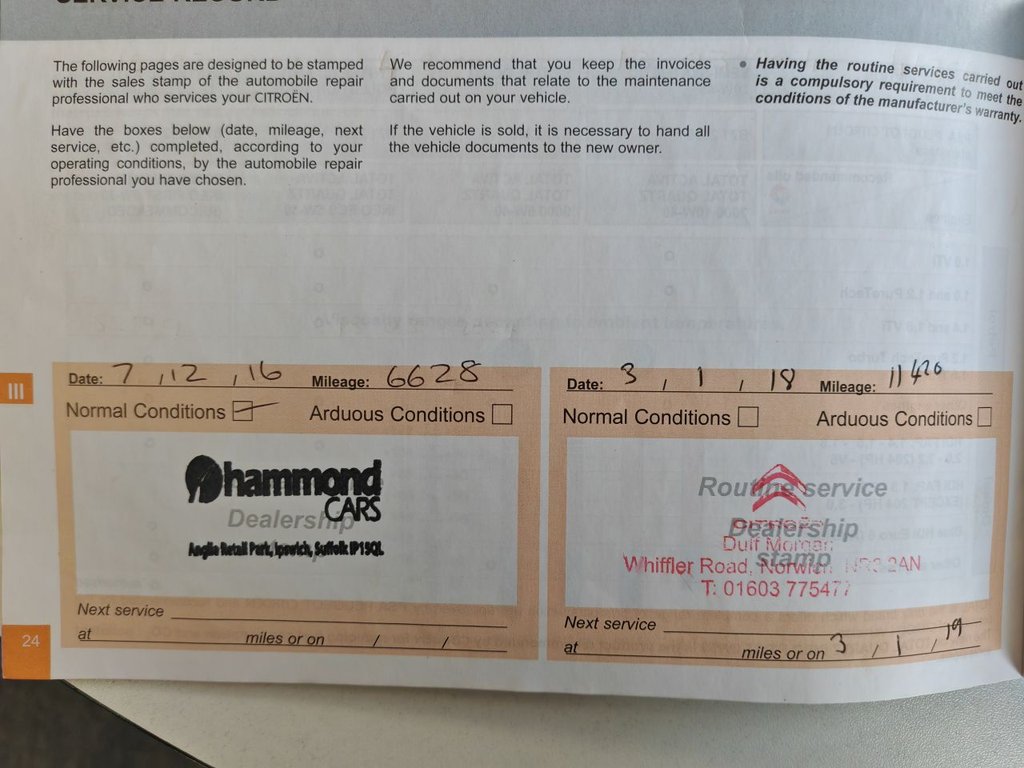 The following pages are designed to be stamped
with the sales stamp of the automobile repair
professional who services your CITROËN.
Have the boxes below (date, mileage, next
service, etc.) completed, according to your
operating conditions, by the automobile repair
professional you have chosen.
We recommend that you keep the invoices
and documents that relate to the maintenance
carried out on your vehicle.
If the vehicle is sold, it is necessary to hand all
the vehicle documents to the new owner.
• Having the routine services carried out
is a compulsory requirement to meet the
conditions of the manufacturer's warranty.
III
Date: 7 , 12 , 16 Mileage: 6628
Normal Conditions Arduous Conditions
hammond
CARS
Dealership
Anglia Retail Park, Ipswich, Suffolk IP1 5QL
Next service
at miles or on / /
Date: 3 / 1 , 18 Mileage: 11420
Normal Conditions Arduous Conditions
Routine service
Dealership
Duff Morgan
stamp
Whiffler Road, Norwich NR3 2AN
T: 01603 775477
Next service
at miles or on 3 / 1 / 19
24